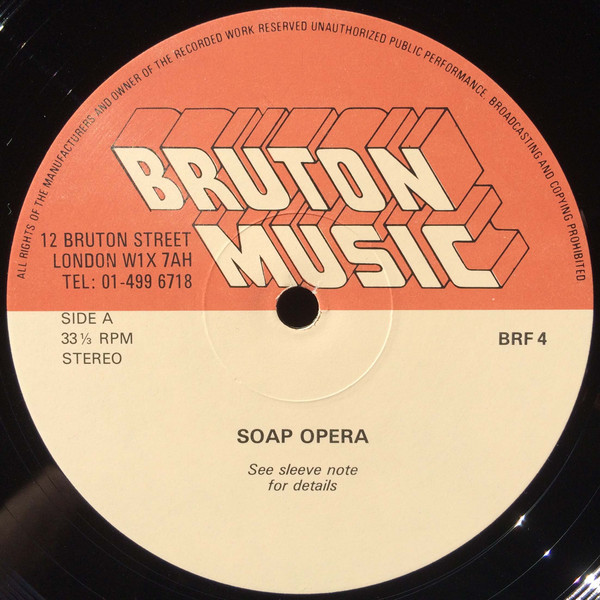 ALL RIGHTS OF THE MANUFACTURERS AND OWNER OF THE RECORDED WORK RESERVED UNAUTHORIZED PUBLIC PERFORMANCE. BROADCASTING AND COPYING PROHIBITED
BRUTON
MUSIC
12 BRUTON STREET
LONDON W1X 7AH
TEL: 01-499 6718
SIDE A
33⅓ RPM
STEREO
BRF 4
SOAP OPERA
See sleeve note
for details